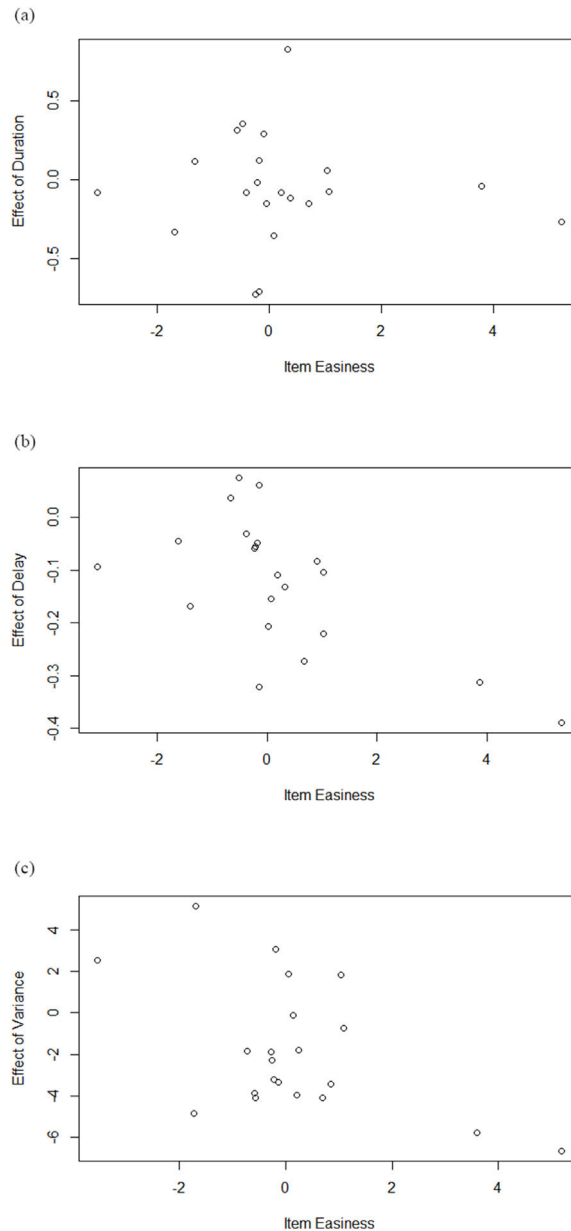 (a)
Effect of Duration
0.5
0.0
-0.5
-2 0 2 4
Item Easiness
(b)
Effect of Delay
0.0
-0.1
-0.2
-0.3
-0.4
-2 0 2 4
Item Easiness
(c)
Effect of Variance
4
2
0
-2
-4
-6
-2 0 2 4
Item Easiness